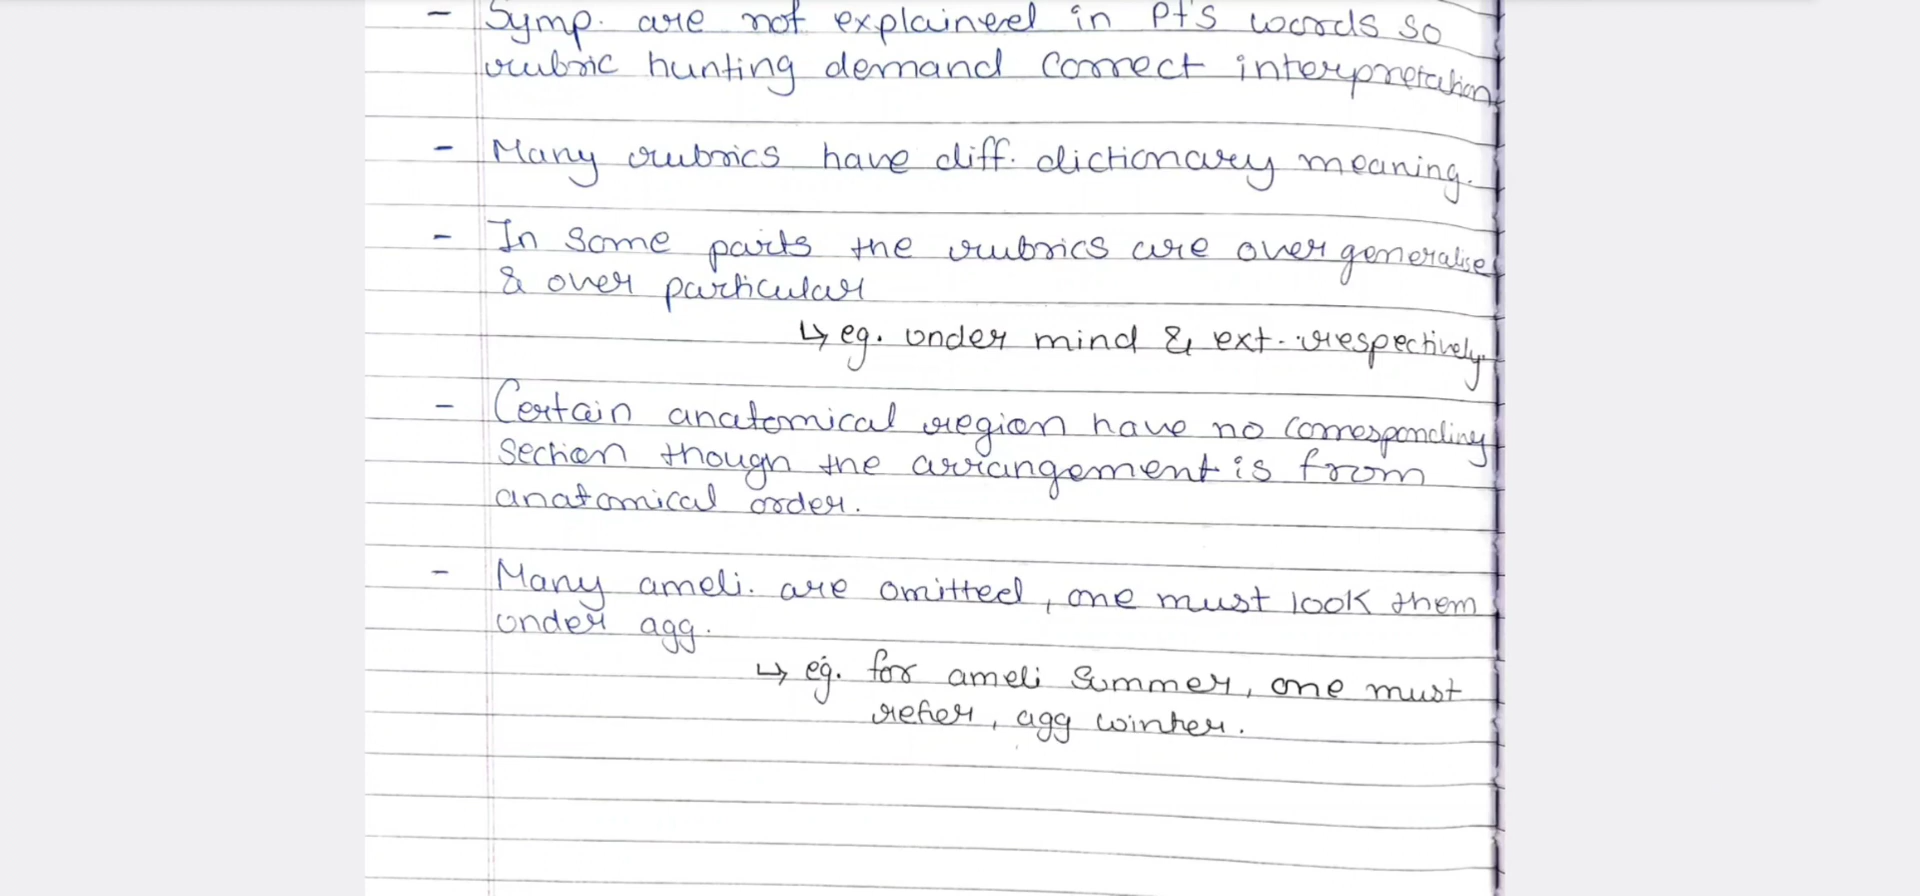 - Symp. are not explained in Pt's words so
rubric hunting demand correct interpretation
- Many rubrics have diff. dictionary meaning.
- In some parts the rubrics are over generalise
& over particular
↳ eg. under mind & ext. respectively.
- Certain anatomical region have no corresponding
section though the arrangement is from
anatomical order.
- Many ameli. are omitted, one must look them
under agg.
↳ eg. for ameli summer, one must
refer, agg winter.